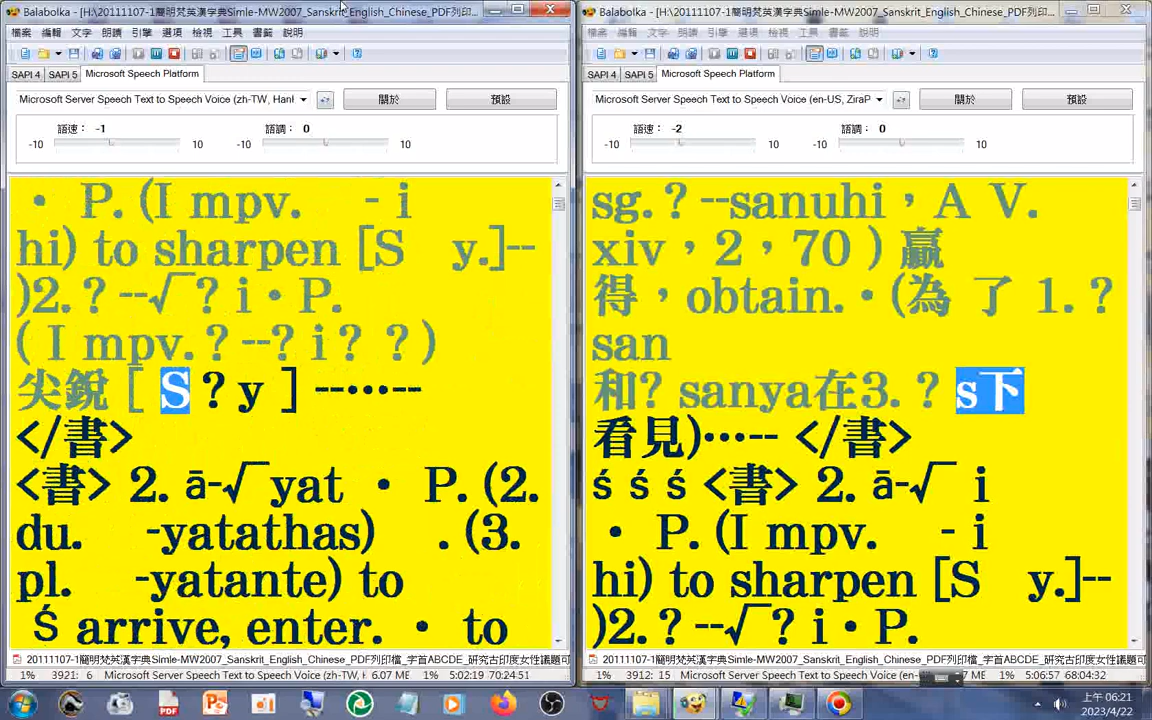 Balabolka - [H:\20111107-1簡明梵英漢字典Simle-MW2007_Sanskrit_English_Chinese_PDF列印...
檔案 編輯 文字 朗讀 引擎 選項 檢視 工具 書籤 說明
SAPI 4 SAPI 5 Microsoft Speech Platform
Microsoft Server Speech Text to Speech Voice (zh-TW, Hanl 關於 預設
語速： -1 語調： 0
-10 10 -10 10
• P. (I mpv. - i
hi) to sharpen [S y.]--
)2. ? --√ ? i • P.
( I mpv. ? --? i ? ? )
尖銳 [ S ? y ] --···--
</書>
<書> 2. ā-√ yat • P. (2.
du. -yatathas) . (3.
pl. -yatante) to
Ś arrive, enter. • to
20111107-1簡明梵英漢字典Simle-MW2007_Sanskrit_English_Chinese_PDF列印檔_字首ABCDE_研究古印度女性議題可
1% 3921: 6 Microsoft Server Speech Text to Speech Voice (zh-TW, H 6.07 ME 1% 5:02:19 70:24:51
Balabolka - [H:\20111107-1簡明梵英漢字典Simle-MW2007_Sanskrit_English_Chinese_PDF列印...
檔案 編輯 文字 朗讀 引擎 選項 檢視 工具 書籤 說明
SAPI 4 SAPI 5 Microsoft Speech Platform
Microsoft Server Speech Text to Speech Voice (en-US, ZiraP 關於 預設
語速： -2 語調： 0
-10 10 -10 10
sg. ? --sanuhi，A V.
xiv，2，70 ) 贏
得，obtain. • (為 了 1. ?
san
和? sanya在3. ? s下
看見)···-- </書>
ś ś ś <書> 2. ā-√ i
• P. (I mpv. - i
hi) to sharpen [S y.]--
)2. ? --√ ? i • P.
20111107-1簡明梵英漢字典Simle-MW2007_Sanskrit_English_Chinese_PDF列印檔_字首ABCDE_研究古印度女性議題可
1% 3912: 15 Microsoft Server Speech Text to Speech Voice ME 1% 5:06:57 68:04:32
上午 06:21
2023/4/22